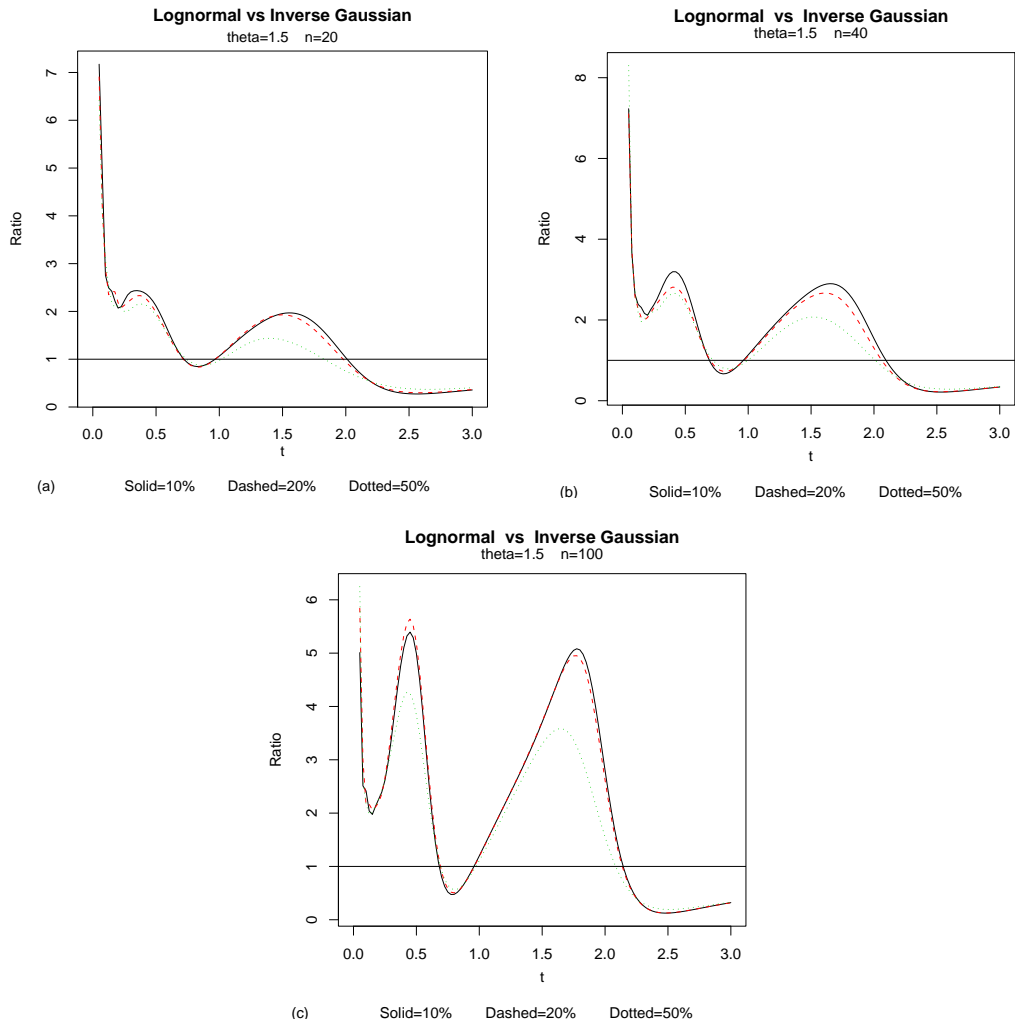 Lognormal vs Inverse Gaussian
theta=1.5 n=20
Ratio
7
6
5
4
3
2
1
0
0.0 0.5 1.0 1.5 2.0 2.5 3.0
t
(a) Solid=10% Dashed=20% Dotted=50%
Lognormal vs Inverse Gaussian
theta=1.5 n=40
Ratio
8
6
4
2
0
0.0 0.5 1.0 1.5 2.0 2.5 3.0
t
(b) Solid=10% Dashed=20% Dotted=50%
Lognormal vs Inverse Gaussian
theta=1.5 n=100
Ratio
6
5
4
3
2
1
0
0.0 0.5 1.0 1.5 2.0 2.5 3.0
t
(c) Solid=10% Dashed=20% Dotted=50%